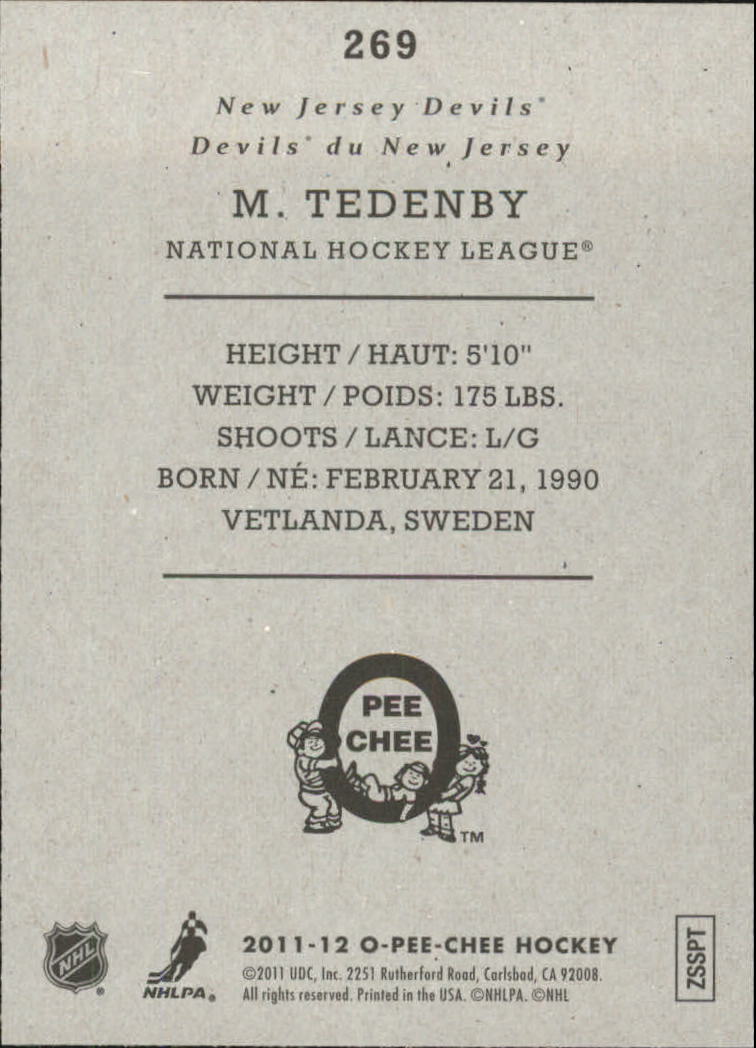 269
New Jersey Devils®
Devils® du New Jersey
M. TEDENBY
NATIONAL HOCKEY LEAGUE®
HEIGHT / HAUT: 5'10"
WEIGHT / POIDS: 175 LBS.
SHOOTS / LANCE: L/G
BORN / NÉ: FEBRUARY 21, 1990
VETLANDA, SWEDEN
O
PEE
CHEE
TM
NHL
®
NHLPA®
2011-12 O-PEE-CHEE HOCKEY
©2011 UDC, Inc. 2251 Rutherford Road, Carlsbad, CA 92008.
All rights reserved. Printed in the USA. ©NHLPA. ©NHL
ZSSPT